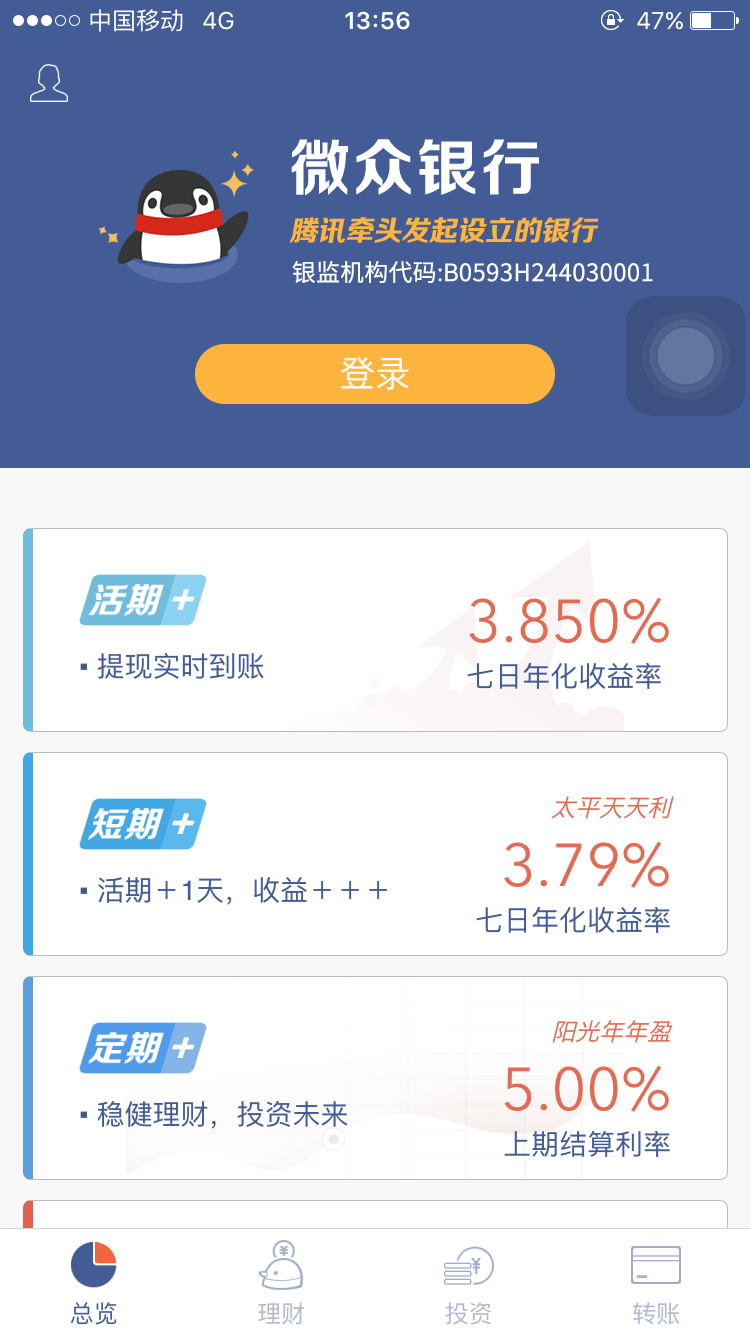 中国移动 4G 13:56 47%
微众银行
腾讯牵头发起设立的银行
银监机构代码:B0593H244030001
登录
活期+
3.850%
▪ 提现实时到账
七日年化收益率
太平天天利
短期+
3.79%
▪ 活期＋1天，收益＋＋＋
七日年化收益率
阳光年年盈
定期+
5.00%
▪ 稳健理财，投资未来
上期结算利率
¥ ¥
总览 理财 投资 转账